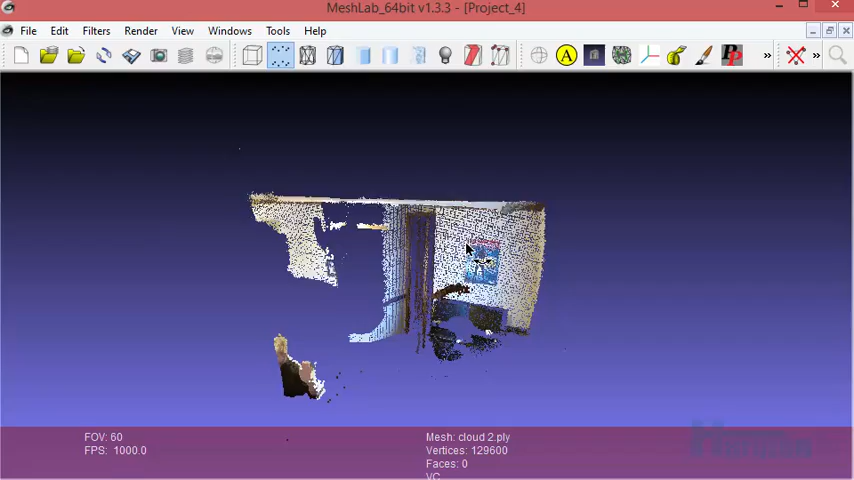 MeshLab_64bit v1.3.3 - [Project_4]
File Edit Filters Render View Windows Tools Help
A
FOV: 60
FPS: 1000.0
Mesh: cloud 2.ply
Vertices: 129600
Faces: 0
VC